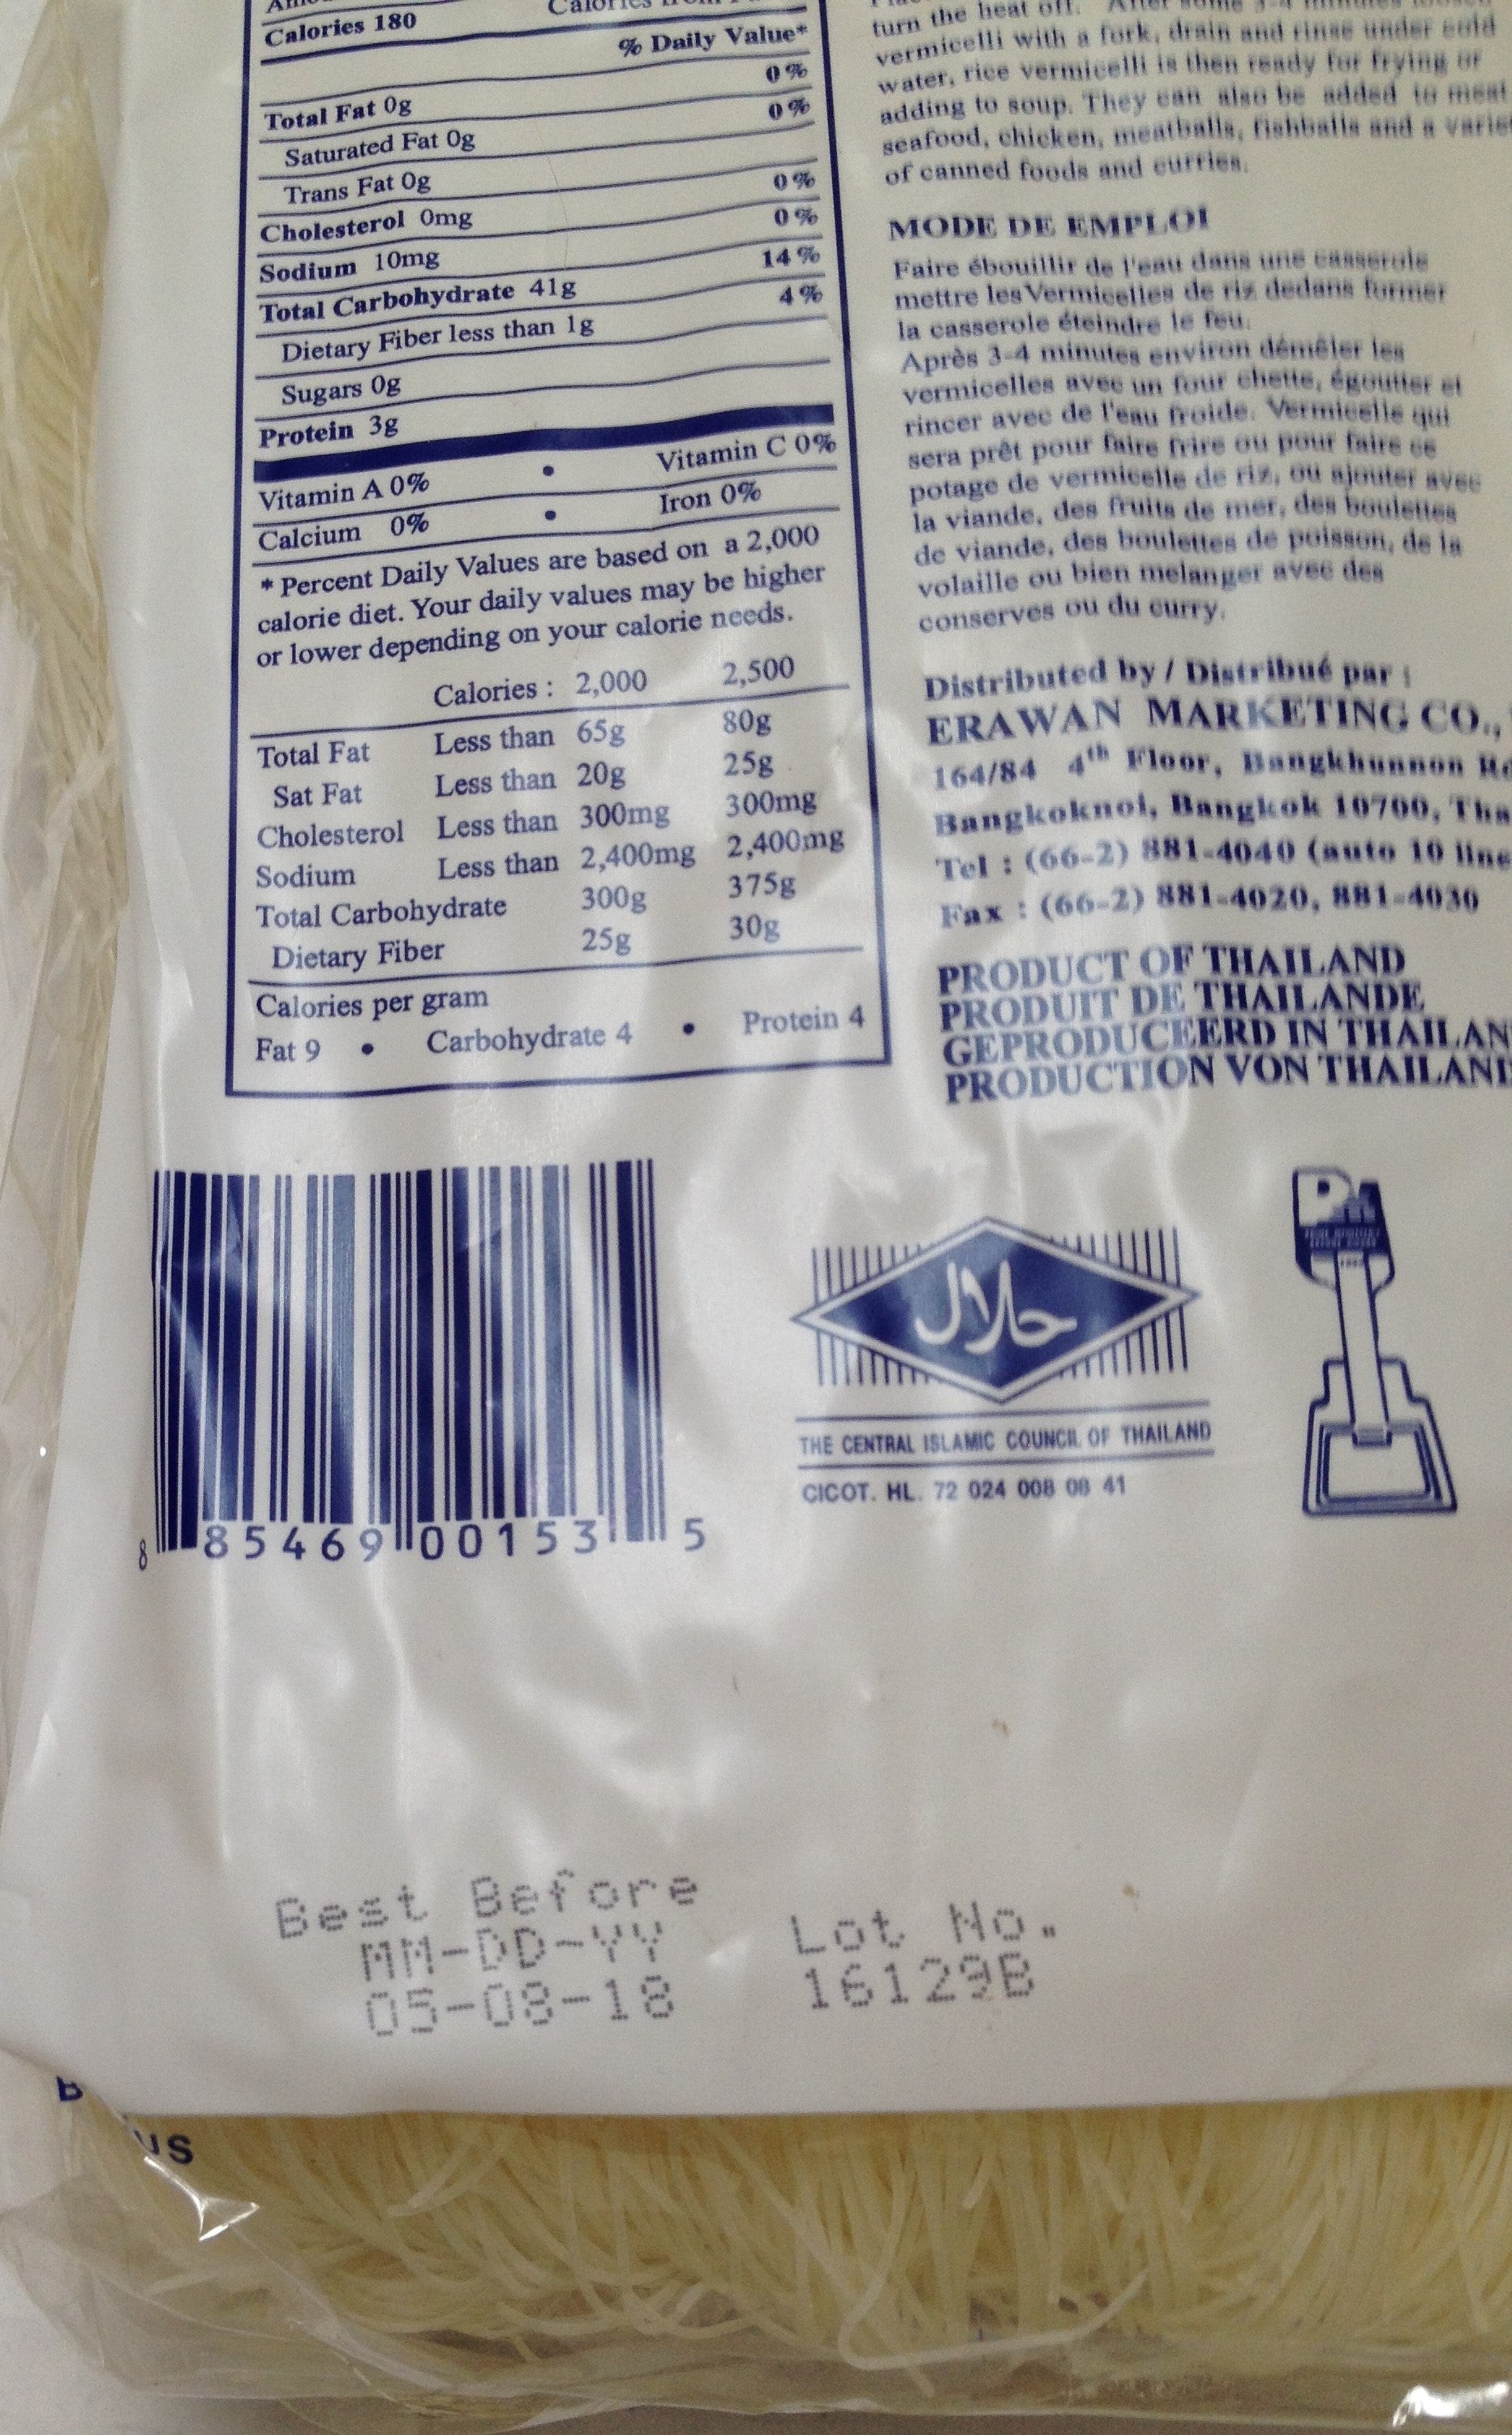 Calories 180
% Daily Value*
Total Fat 0g 0%
Saturated Fat 0g 0%
Trans Fat 0g
Cholesterol 0mg 0%
Sodium 10mg 0%
Total Carbohydrate 41g 14%
Dietary Fiber less than 1g 4%
Sugars 0g
Protein 3g
Vitamin A 0% • Vitamin C 0%
Calcium 0% • Iron 0%
* Percent Daily Values are based on a 2,000
calorie diet. Your daily values may be higher
or lower depending on your calorie needs.
Calories : 2,000 2,500
Total Fat Less than 65g 80g
Sat Fat Less than 20g 25g
Cholesterol Less than 300mg 300mg
Sodium Less than 2,400mg 2,400mg
Total Carbohydrate 300g 375g
Dietary Fiber 25g 30g
Calories per gram
Fat 9 • Carbohydrate 4 • Protein 4
turn the heat off. After some 3-4 minutes
vermicelli with a fork, drain and rinse under cold
water, rice vermicelli is then ready for frying or
adding to soup. They can also be added to meat
seafood, chicken, meatballs, fishballs and a
of canned foods and curries.
MODE DE EMPLOI
Faire ébouillir de l'eau dans une casserole
mettre les Vermicelles de riz dedans former
la casserole éteindre le feu.
Après 3-4 minutes environ démêler les
vermicelles avec un four chette, égoutter et
rincer avec de l'eau froide. Vermicelle qui
sera prêt pour faire frire ou pour faire ce
potage de vermicelle de riz, ou ajouter avec
la viande, des fruits de mer, des boulettes
de viande, des boulettes de poisson, de la
volaille ou bien melanger avec des
conserves ou du curry.
Distributed by / Distribué par :
ERAWAN MARKETING CO.,
164/84 4th Floor, Bangkhunnon
Bangkoknoi, Bangkok 10700,
Tel : (66-2) 881-4040 (auto 10
Fax : (66-2) 881-4020, 881-4030
PRODUCT OF THAILAND
PRODUIT DE THAILANDE
GEPRODUCEERD IN THAILAN
PRODUCTION VON THAILAND
8 85469 00153 5
حلال
THE CENTRAL ISLAMIC COUNCIL OF THAILAND
CICOT. HL. 72 024 008 08 41
PM
Best Before
MM-DD-YY
05-08-18
Lot No.
16129B